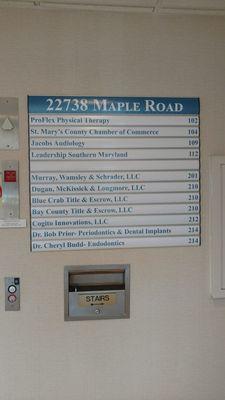 22738 MAPLE ROAD
ProFlex Physical Therapy 102
St. Mary's County Chamber of Commerce 104
Jacobs Audiology 109
Leadership Southern Maryland 112
Murray, Wamsley & Schrader, LLC 201
Dugan, McKissick & Longmore, LLC 210
Blue Crab Title & Escrow, LLC 210
Bay County Title & Escrow, LLC 210
Cogito Innovations, LLC 212
Dr. Bob Prior- Periodontics & Dental Implants 214
Dr. Cheryl Budd- Endodontics 214
STAIRS